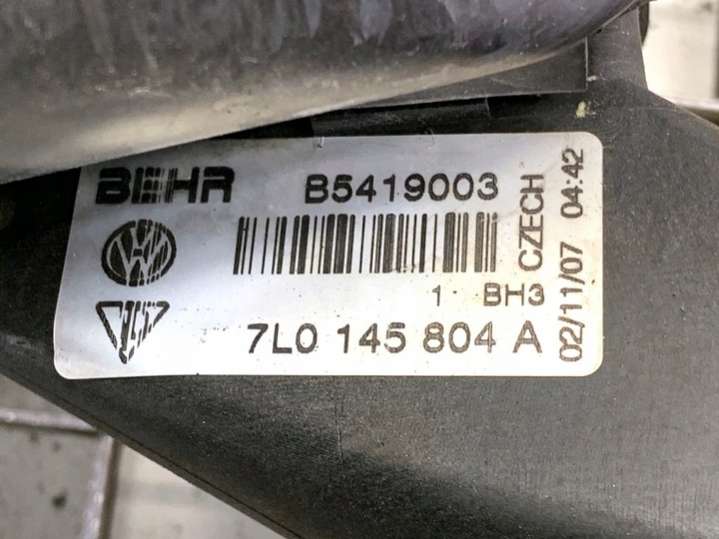 BEHR B5419003
1 BH3
7L0 145 804 A
CZECH
02/11/07 04:42